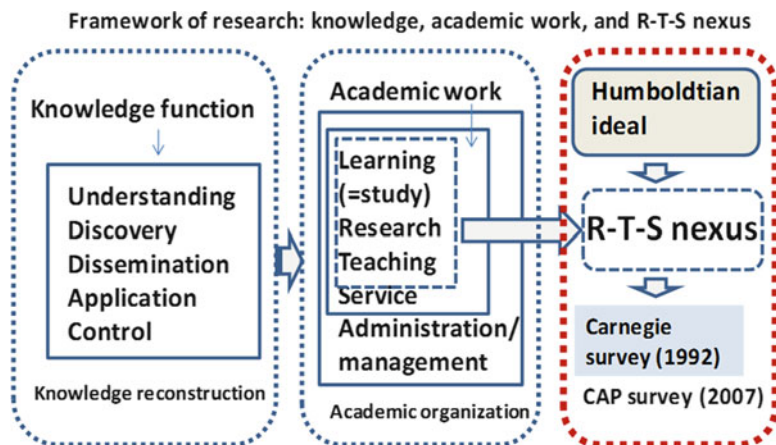 Framework of research: knowledge, academic work, and R-T-S nexus
Knowledge function
Understanding
Discovery
Dissemination
Application
Control
Knowledge reconstruction
Academic work
Learning
(=study)
Research
Teaching
Service
Administration/
management
Academic organization
Humboldtian
ideal
R-T-S nexus
Carnegie
survey (1992)
CAP survey (2007)